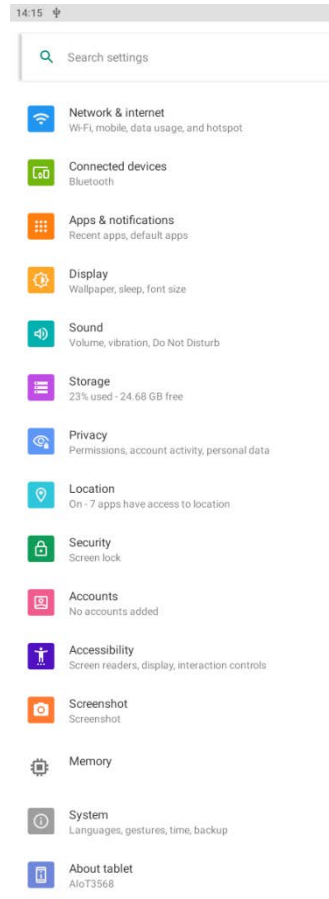 14:15
Search settings
Network & internet
Wi-Fi, mobile, data usage, and hotspot
Connected devices
Bluetooth
Apps & notifications
Recent apps, default apps
Display
Wallpaper, sleep, font size
Sound
Volume, vibration, Do Not Disturb
Storage
23% used - 24.68 GB free
Privacy
Permissions, account activity, personal data
Location
On - 7 apps have access to location
Security
Screen lock
Accounts
No accounts added
Accessibility
Screen readers, display, interaction controls
Screenshot
Screenshot
Memory
System
Languages, gestures, time, backup
About tablet
AIoT3568